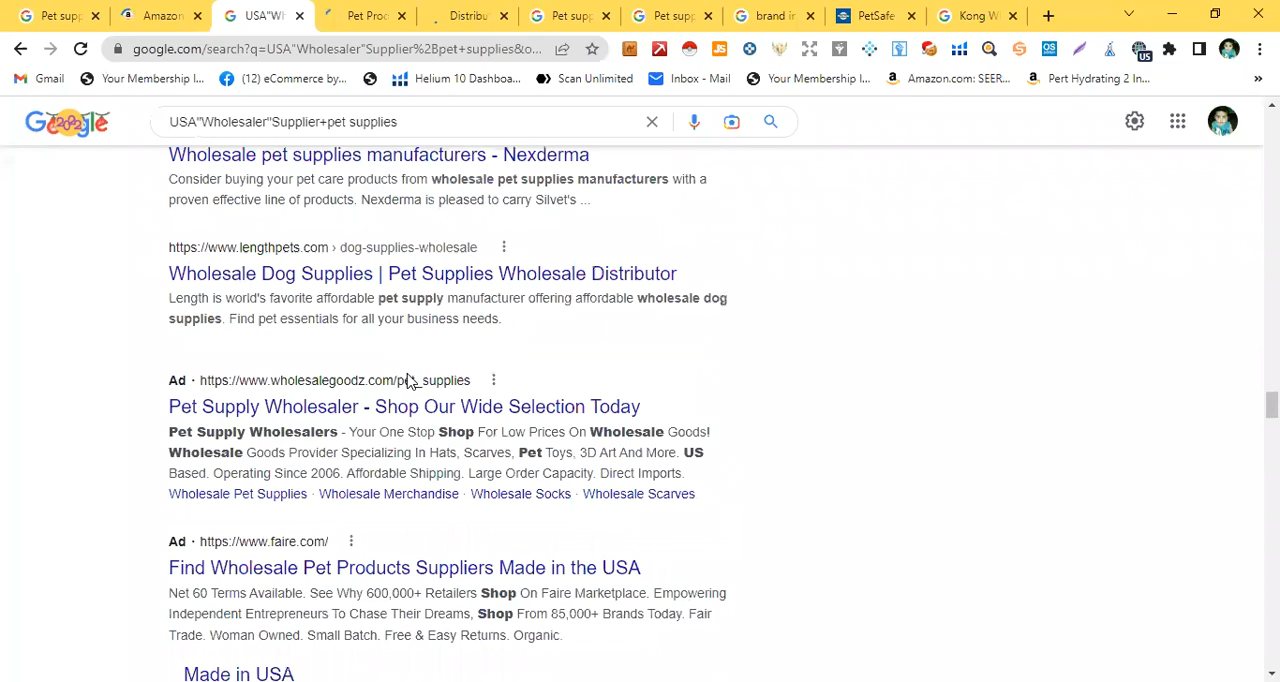 Pet supp
Amazon
USA"Wh
Pet Proc
Distribut
Pet supp
Pet supp
brand in
PetSafe
Kong W
google.com/search?q=USA"Wholesaler"Supplier%2Bpet+supplies&o...
JS
OS
US
Gmail
Your Membership I...
(12) eCommerce by...
Helium 10 Dashboa...
Scan Unlimited
Inbox - Mail
Your Membership I...
Amazon.com: SEER...
Pert Hydrating 2 In...
USA"Wholesaler"Supplier+pet supplies
Wholesale pet supplies manufacturers - Nexderma
Consider buying your pet care products from wholesale pet supplies manufacturers with a
proven effective line of products. Nexderma is pleased to carry Silvet's ...
https://www.lengthpets.com › dog-supplies-wholesale
Wholesale Dog Supplies | Pet Supplies Wholesale Distributor
Length is world's favorite affordable pet supply manufacturer offering affordable wholesale dog
supplies. Find pet essentials for all your business needs.
Ad · https://www.wholesalegoodz.com/pet_supplies
Pet Supply Wholesaler - Shop Our Wide Selection Today
Pet Supply Wholesalers - Your One Stop Shop For Low Prices On Wholesale Goods!
Wholesale Goods Provider Specializing In Hats, Scarves, Pet Toys, 3D Art And More. US
Based. Operating Since 2006. Affordable Shipping. Large Order Capacity. Direct Imports.
Wholesale Pet Supplies · Wholesale Merchandise · Wholesale Socks · Wholesale Scarves
Ad · https://www.faire.com/
Find Wholesale Pet Products Suppliers Made in the USA
Net 60 Terms Available. See Why 600,000+ Retailers Shop On Faire Marketplace. Empowering
Independent Entrepreneurs To Chase Their Dreams, Shop From 85,000+ Brands Today. Fair
Trade. Woman Owned. Small Batch. Free & Easy Returns. Organic.
Made in USA